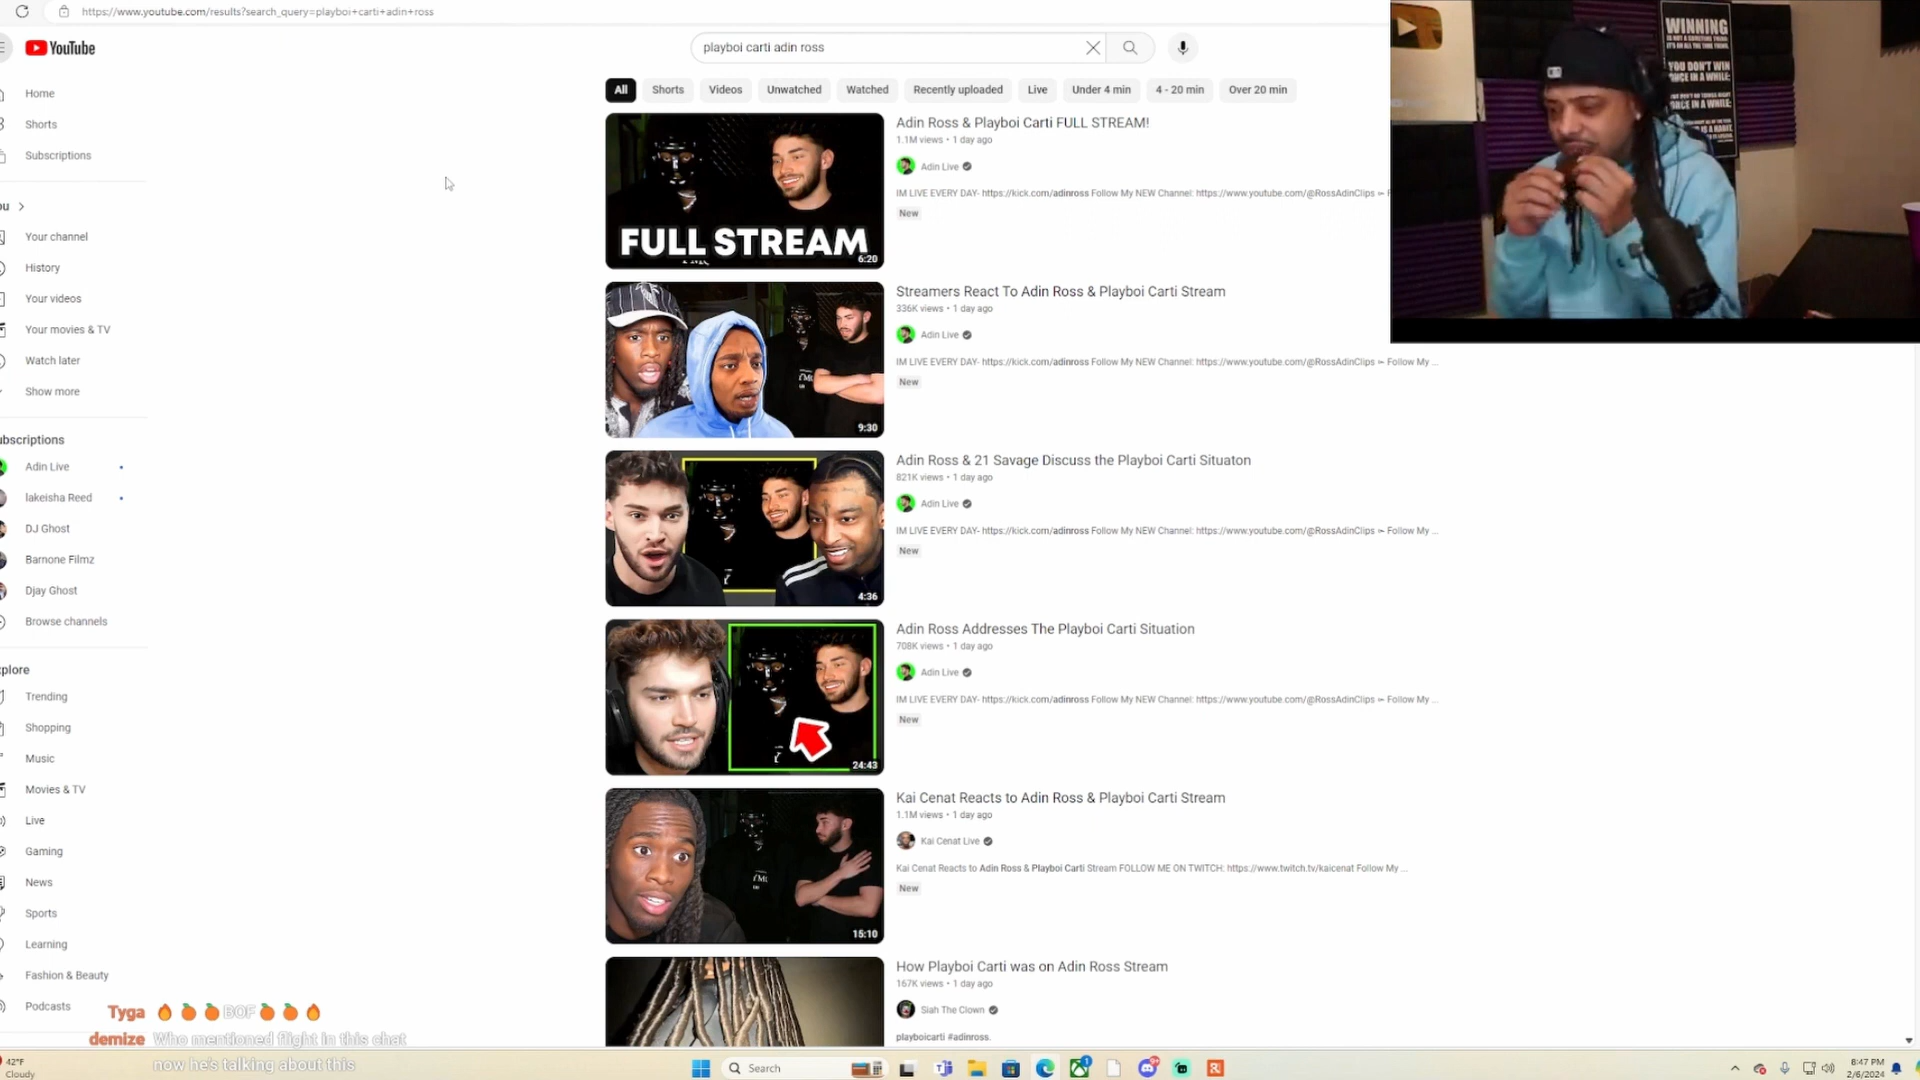 https://www.youtube.com/results?search_query=playboi+carti+adin+ross
YouTube
playboi carti adin ross
All
Shorts
Videos
Unwatched
Watched
Recently uploaded
Live
Under 4 min
4 - 20 min
Over 20 min
Home
Shorts
Subscriptions
ou
Your channel
History
Your videos
Your movies & TV
Watch later
Show more
ubscriptions
Adin Live
lakeisha Reed
DJ Ghost
Barnone Filmz
Djay Ghost
Browse channels
xplore
Trending
Shopping
Music
Movies & TV
Live
Gaming
News
Sports
Learning
Fashion & Beauty
Podcasts
FULL STREAM
6:20
Adin Ross & Playboi Carti FULL STREAM!
1.1M views • 1 day ago
Adin Live
IM LIVE EVERY DAY- https://kick.com/adinross Follow My NEW Channel: https://www.youtube.com/@RossAdinClips
New
9:30
Streamers React To Adin Ross & Playboi Carti Stream
336K views • 1 day ago
Adin Live
IM LIVE EVERY DAY- https://kick.com/adinross Follow My NEW Channel: https://www.youtube.com/@RossAdinClips ➳ Follow My ...
New
4:36
Adin Ross & 21 Savage Discuss the Playboi Carti Situaton
821K views • 1 day ago
Adin Live
IM LIVE EVERY DAY- https://kick.com/adinross Follow My NEW Channel: https://www.youtube.com/@RossAdinClips ➳ Follow My ...
New
24:43
Adin Ross Addresses The Playboi Carti Situation
708K views • 1 day ago
Adin Live
IM LIVE EVERY DAY- https://kick.com/adinross Follow My NEW Channel: https://www.youtube.com/@RossAdinClips ➳ Follow My ...
New
15:10
Kai Cenat Reacts to Adin Ross & Playboi Carti Stream
1.1M views • 1 day ago
Kai Cenat Live
Kai Cenat Reacts to Adin Ross & Playboi Carti Stream FOLLOW ME ON TWITCH: https://www.twitch.tv/kaicenat Follow My ...
New
How Playboi Carti was on Adin Ross Stream
167K views • 1 day ago
Siah The Clown
playboicarti #adinross.
WINNING
YOU DON'T WIN
ONCE IN A WHILE;
Tyga 🔥🍊🍊BOF🍊🍊🔥
demize Who mentioned flight in this chat
now he's talking about this
42°F
Cloudy
Search
8:47 PM
2/6/2024